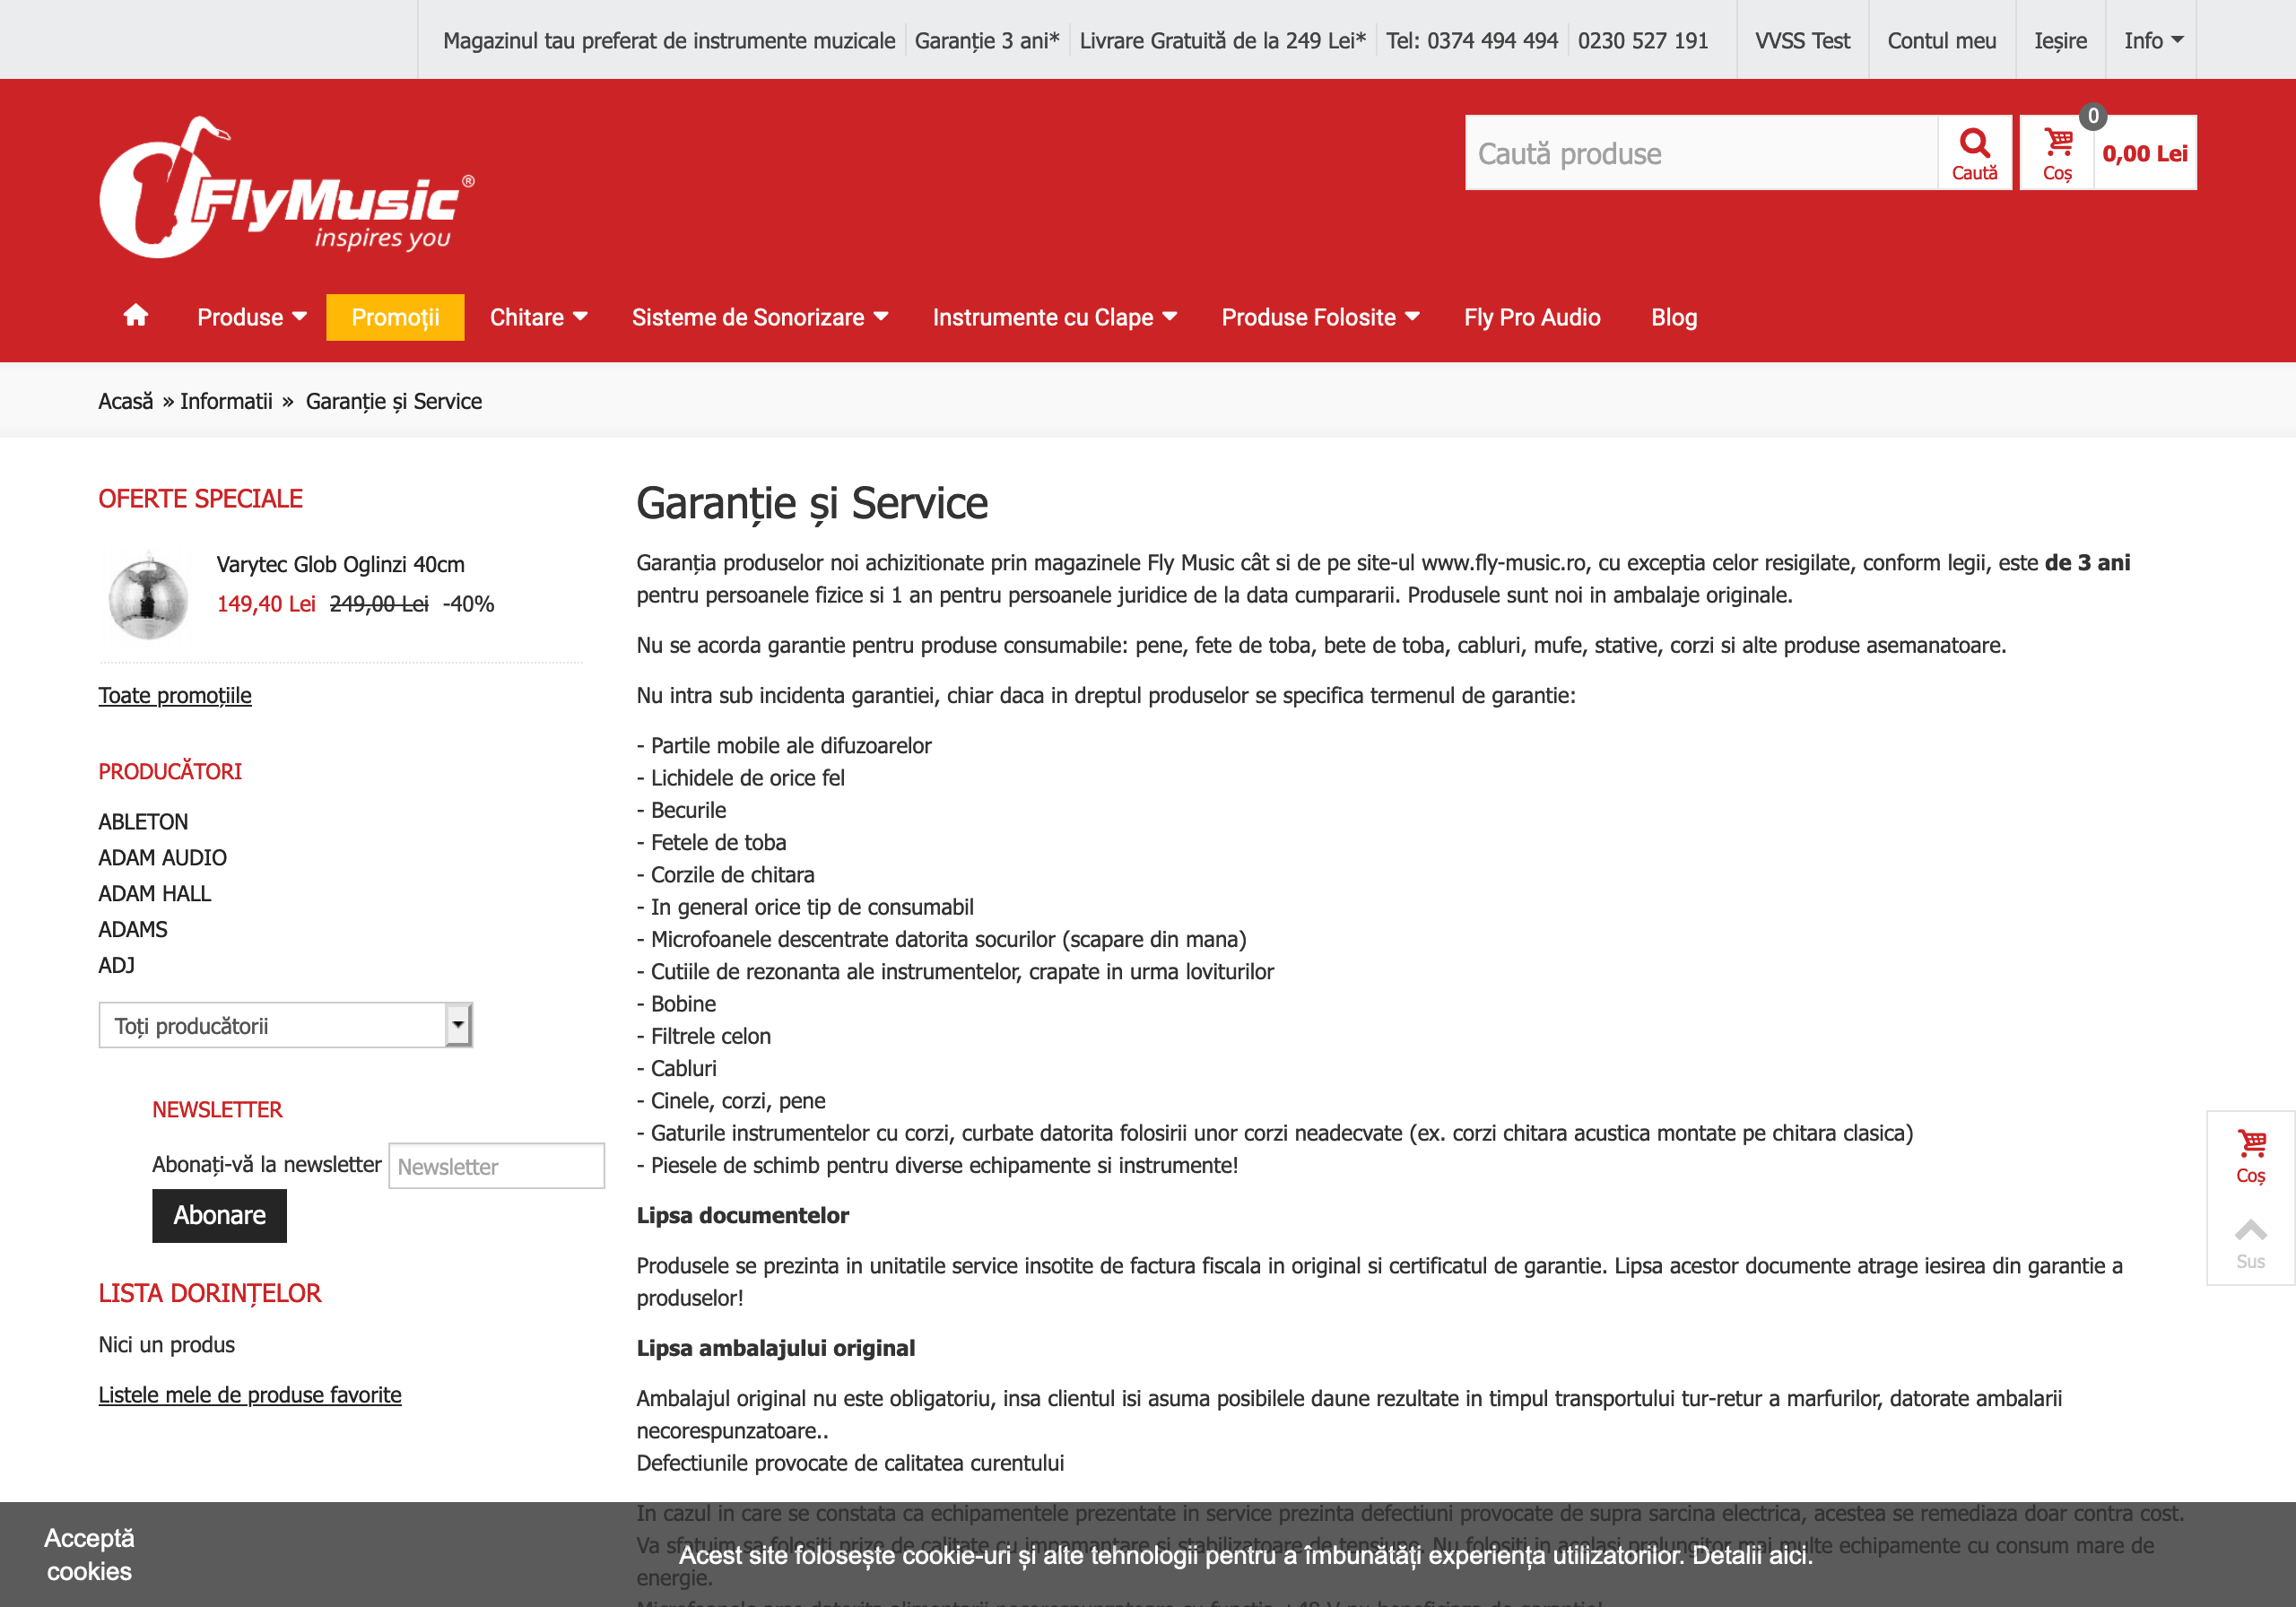 Magazinul tau preferat de instrumente muzicale Garanție 3 ani* Livrare Gratuită de la 249 Lei* Tel: 0374 494 494 0230 527 191 VVSS Test Contul meu Ieșire Info
FlyMusic®
inspires you
Caută produse
Caută
0
Coș
0,00 Lei
Produse Promoții Chitare Sisteme de Sonorizare Instrumente cu Clape Produse Folosite Fly Pro Audio Blog
Acasă » Informatii » Garanție și Service
OFERTE SPECIALE
Varytec Glob Oglinzi 40cm
149,40 Lei 249,00 Lei -40%
Toate promoțiile
PRODUCĂTORI
ABLETON
ADAM AUDIO
ADAM HALL
ADAMS
ADJ
Toți producătorii
NEWSLETTER
Abonați-vă la newsletter Newsletter
Abonare
LISTA DORINȚELOR
Nici un produs
Listele mele de produse favorite
Garanție și Service
Garanția produselor noi achizitionate prin magazinele Fly Music cât si de pe site-ul www.fly-music.ro, cu exceptia celor resigilate, conform legii, este de 3 ani
pentru persoanele fizice si 1 an pentru persoanele juridice de la data cumpararii. Produsele sunt noi in ambalaje originale.
Nu se acorda garantie pentru produse consumabile: pene, fete de toba, bete de toba, cabluri, mufe, stative, corzi si alte produse asemanatoare.
Nu intra sub incidenta garantiei, chiar daca in dreptul produselor se specifica termenul de garantie:
- Partile mobile ale difuzoarelor
- Lichidele de orice fel
- Becurile
- Fetele de toba
- Corzile de chitara
- In general orice tip de consumabil
- Microfoanele descentrate datorita socurilor (scapare din mana)
- Cutiile de rezonanta ale instrumentelor, crapate in urma loviturilor
- Bobine
- Filtrele celon
- Cabluri
- Cinele, corzi, pene
- Gaturile instrumentelor cu corzi, curbate datorita folosirii unor corzi neadecvate (ex. corzi chitara acustica montate pe chitara clasica)
- Piesele de schimb pentru diverse echipamente si instrumente!
Lipsa documentelor
Produsele se prezinta in unitatile service insotite de factura fiscala in original si certificatul de garantie. Lipsa acestor documente atrage iesirea din garantie a
produselor!
Lipsa ambalajului original
Ambalajul original nu este obligatoriu, insa clientul isi asuma posibilele daune rezultate in timpul transportului tur-retur a marfurilor, datorate ambalarii
necorespunzatoare..
Defectiunile provocate de calitatea curentului
In cazul in care se constata ca echipamentele prezentate in service prezinta defectiuni provocate de supra sarcina electrica, acestea se remediaza doar contra cost.
Va sfatuim sa folositi prize de calitate cu impamantare si stabilizatoare de tensiune. Nu folositi in acelasi prelungitor mai multe echipamente cu consum mare de
energie.
Coș
Sus
Acceptă
cookies
Acest site folosește cookie-uri și alte tehnologii pentru a îmbunătăți experiența utilizatorilor. Detalii aici.